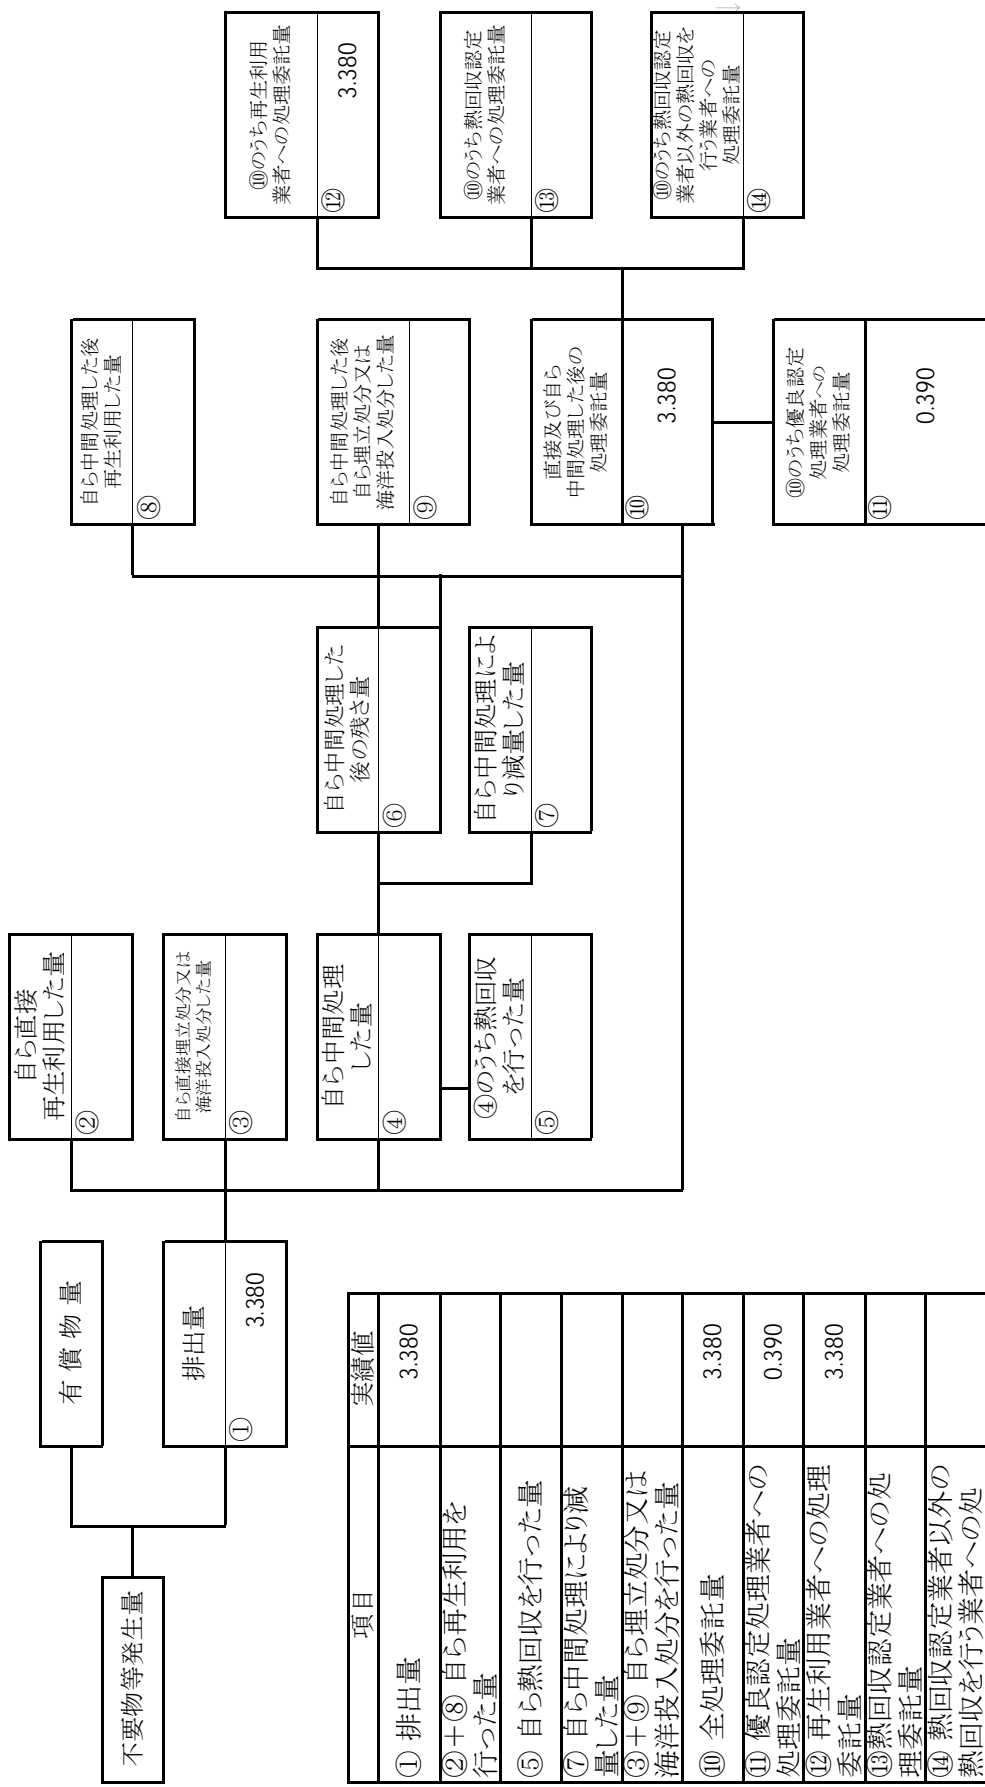 不要物等発生量
有 償 物 量
排出量
①
3.380
自ら直接
再生利用した量
②
自ら直接埋立処分又は
海洋投入処分した量
③
自ら中間処理
した量
④
④のうち熱回収
を行った量
⑤
自ら中間処理した
後の残さ量
⑥
自ら中間処理によ
り減量した量
⑦
自ら中間処理した後
再生利用した量
⑧
自ら中間処理した後
自ら埋立処分又は
海洋投入処分した量
⑨
直接及び自ら
中間処理した後の
処理委託量
⑩
3.380
⑩のうち優良認定
処理業者への
処理委託量
⑪
0.390
⑩のうち再生利用
業者への処理委託量
⑫
3.380
⑩のうち熱回収認定
業者への処理委託量
⑬
⑩のうち熱回収認定
業者以外の熱回収を
行う業者への
処理委託量
⑭
項目 実績値
① 排出量 3.380
②＋⑧ 自ら再生利用を
行った量
⑤ 自ら熱回収を行った量
⑦ 自ら中間処理により減
量した量
③＋⑨ 自ら埋立処分又は
海洋投入処分を行った量
⑩ 全処理委託量 3.380
⑪ 優良認定処理業者への
処理委託量 0.390
⑫ 再生利用業者への処理
委託量 3.380
⑬熱回収認定業者への処
理委託量
⑭ 熱回収認定業者以外の
熱回収を行う業者への処